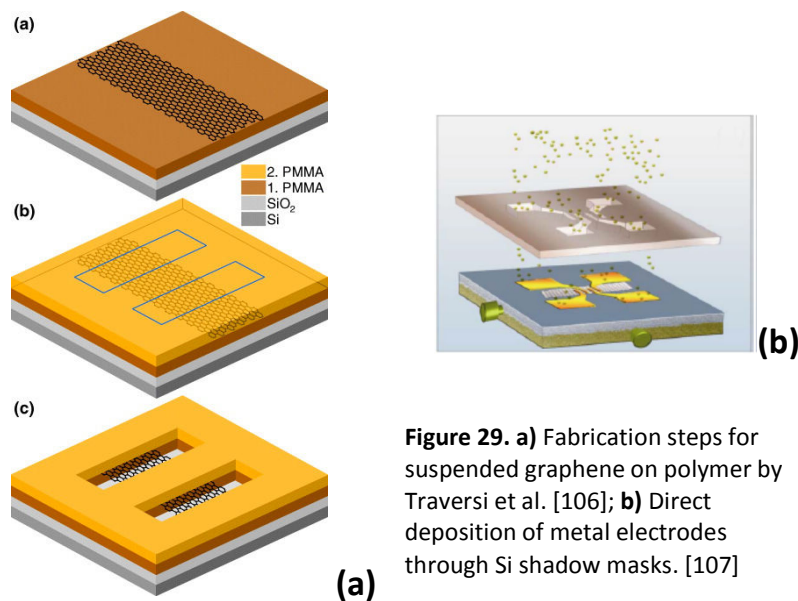 (a)
2. PMMA
1. PMMA
SiO2
Si
(b)
(c)
(a)
(b)
Figure 29. a) Fabrication steps for
suspended graphene on polymer by
Traversi et al. [106]; b) Direct
deposition of metal electrodes
through Si shadow masks. [107]